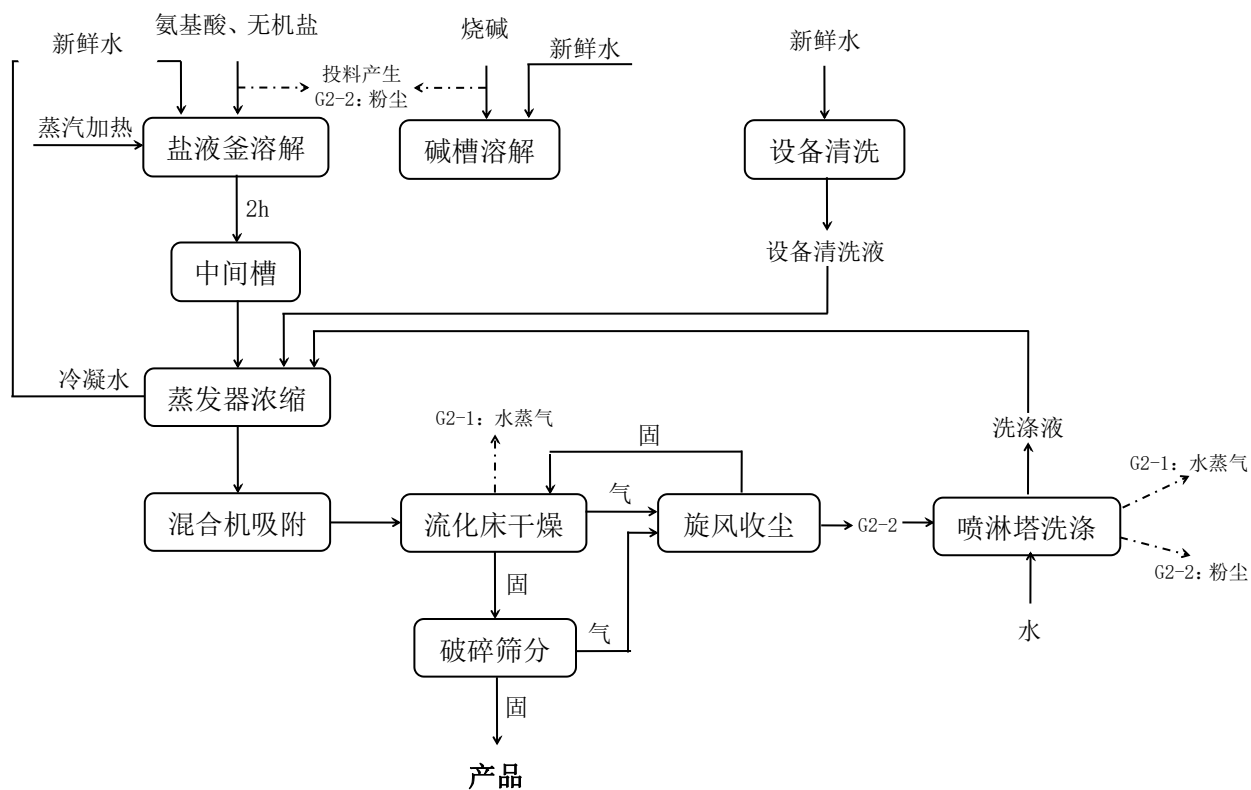 新鲜水
氨基酸、无机盐
烧碱
新鲜水
新鲜水
投料产生
G2-2：粉尘
蒸汽加热
盐液釜溶解
碱槽溶解
设备清洗
2h
设备清洗液
中间槽
冷凝水
蒸发器浓缩
G2-1：水蒸气
固
洗涤液
G2-1：水蒸气
混合机吸附
流化床干燥
气
旋风收尘
G2-2
喷淋塔洗涤
G2-2：粉尘
固
水
破碎筛分
气
固
产品